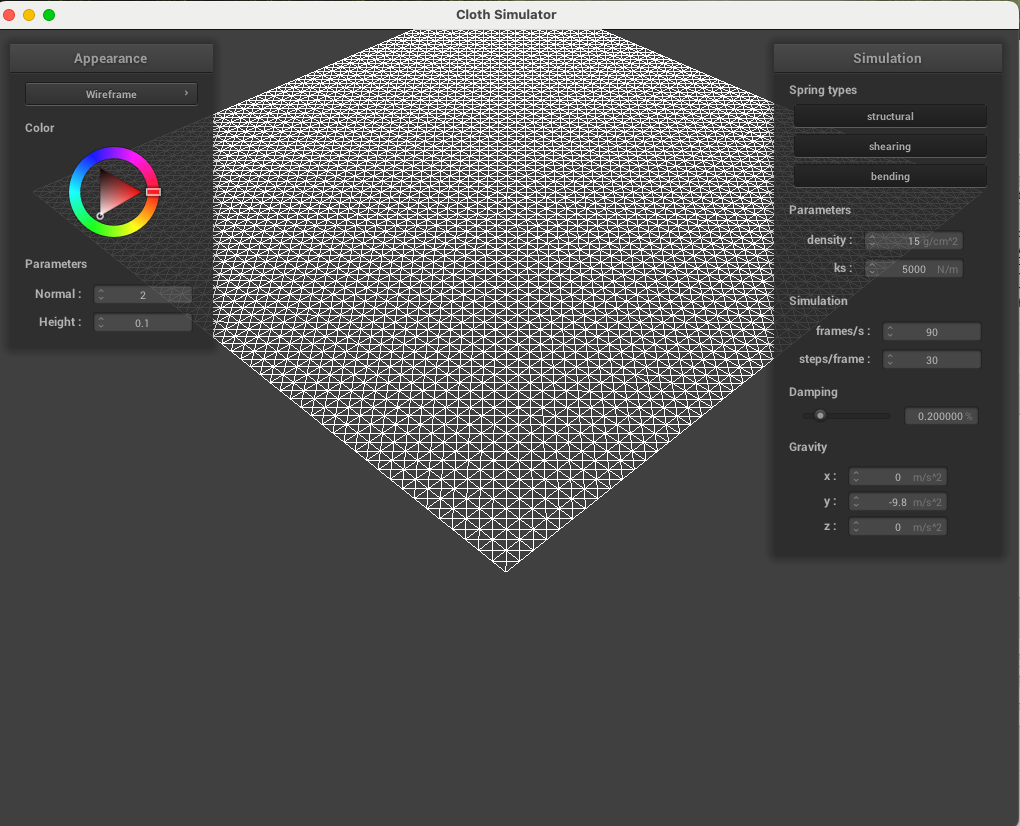 Cloth Simulator
Appearance
Wireframe
Color
Parameters
Normal : 2
Height : 0.1
Simulation
Spring types
structural
shearing
bending
Parameters
density : 15 g/cm^2
ks : 5000 N/m
Simulation
frames/s : 90
steps/frame : 30
Damping
0.200000 %
Gravity
x : 0 m/s^2
y : -9.8 m/s^2
z : 0 m/s^2